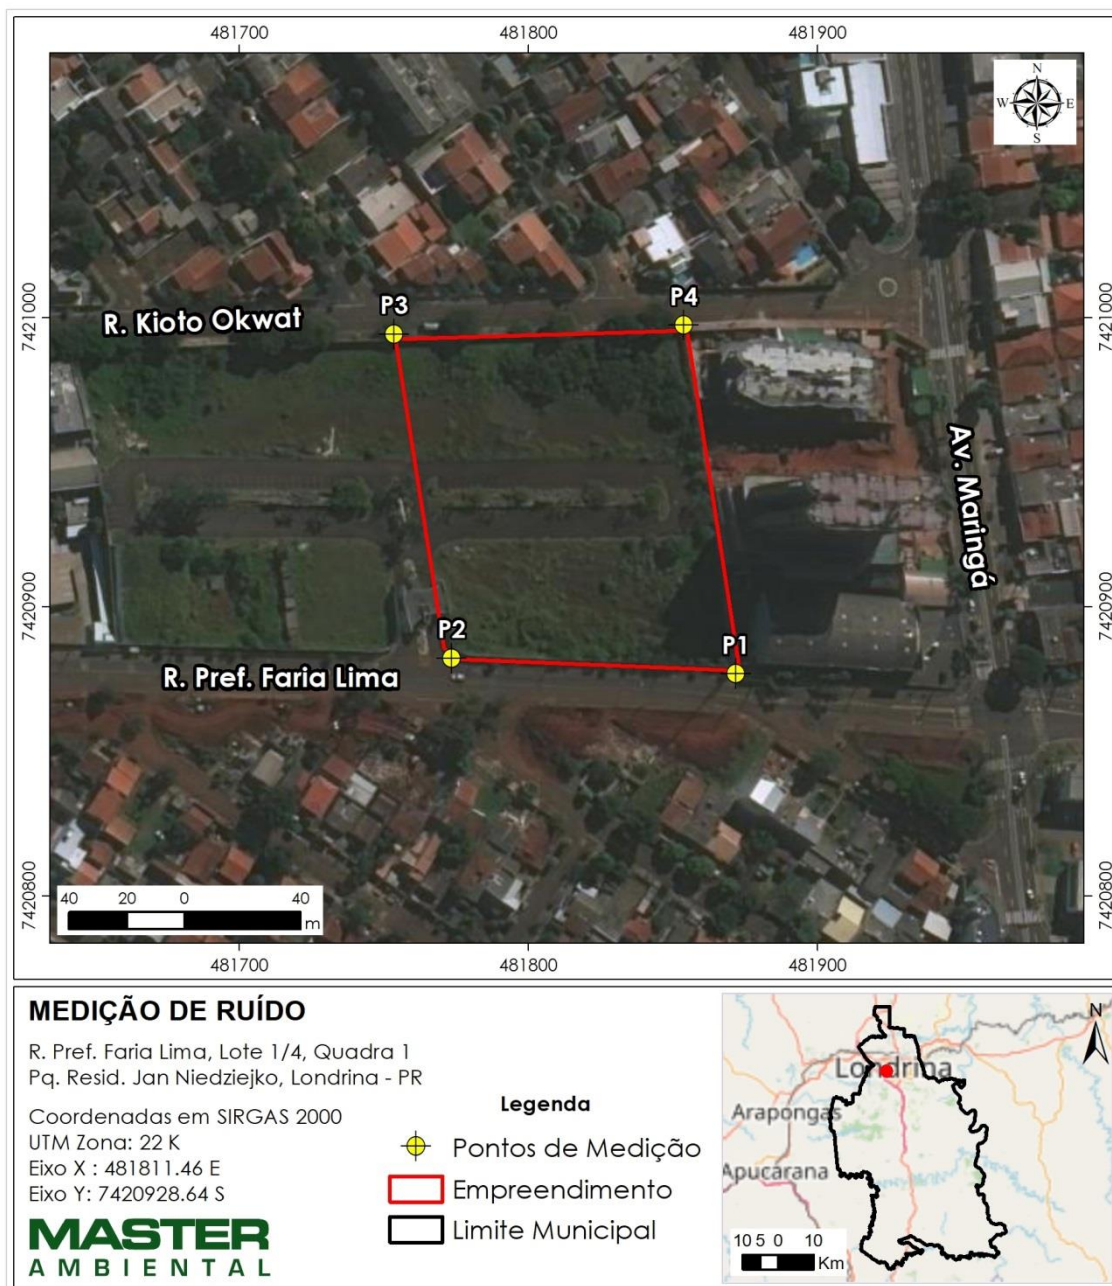 481700 481800 481900
N
W E
S
7421000
7421000
P3
P4
R. Kioto Okwat
Av. Maringá
7420900
7420900
P2
P1
R. Pref. Faria Lima
7420800
7420800
40 20 0 40
m
481700 481800 481900
MEDIÇÃO DE RUÍDO
R. Pref. Faria Lima, Lote 1/4, Quadra 1
Pq. Resid. Jan Niedziejko, Londrina - PR
Coordenadas em SIRGAS 2000
UTM Zona: 22 K
Eixo X : 481811.46 E
Eixo Y: 7420928.64 S
MASTER
AMBIENTAL
Legenda
Pontos de Medição
Empreendimento
Limite Municipal
N
Londrina
Arapongas
Apucarana
10 5 0 10
Km